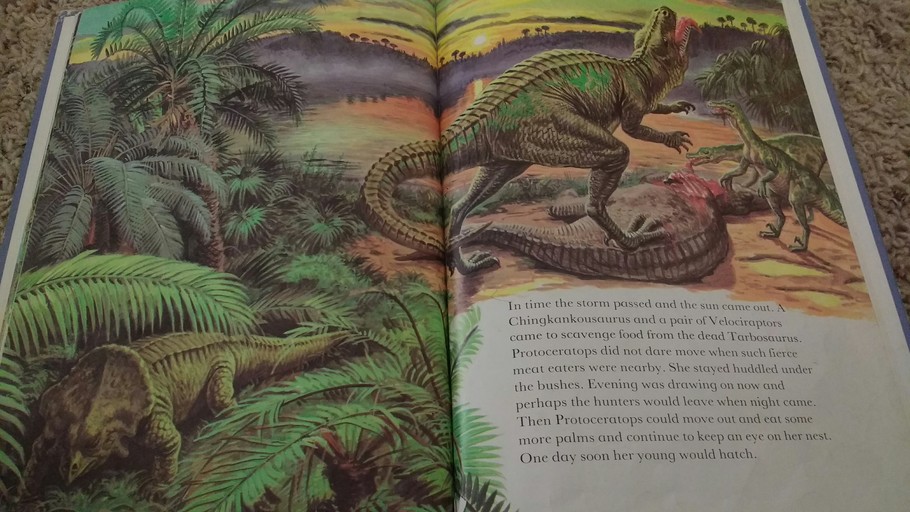 In time the storm passed and the sun came out. A
Chingkankousaurus and a pair of Velociraptors
came to scavenge food from the dead Tarbosaurus.
Protoceratops did not dare move when such fierce
meat eaters were nearby. She stayed huddled under
the bushes. Evening was drawing on now and
perhaps the hunters would leave when night came.
Then Protoceratops could move out and eat some
more palms and continue to keep an eye on her nest.
One day soon her young would hatch.